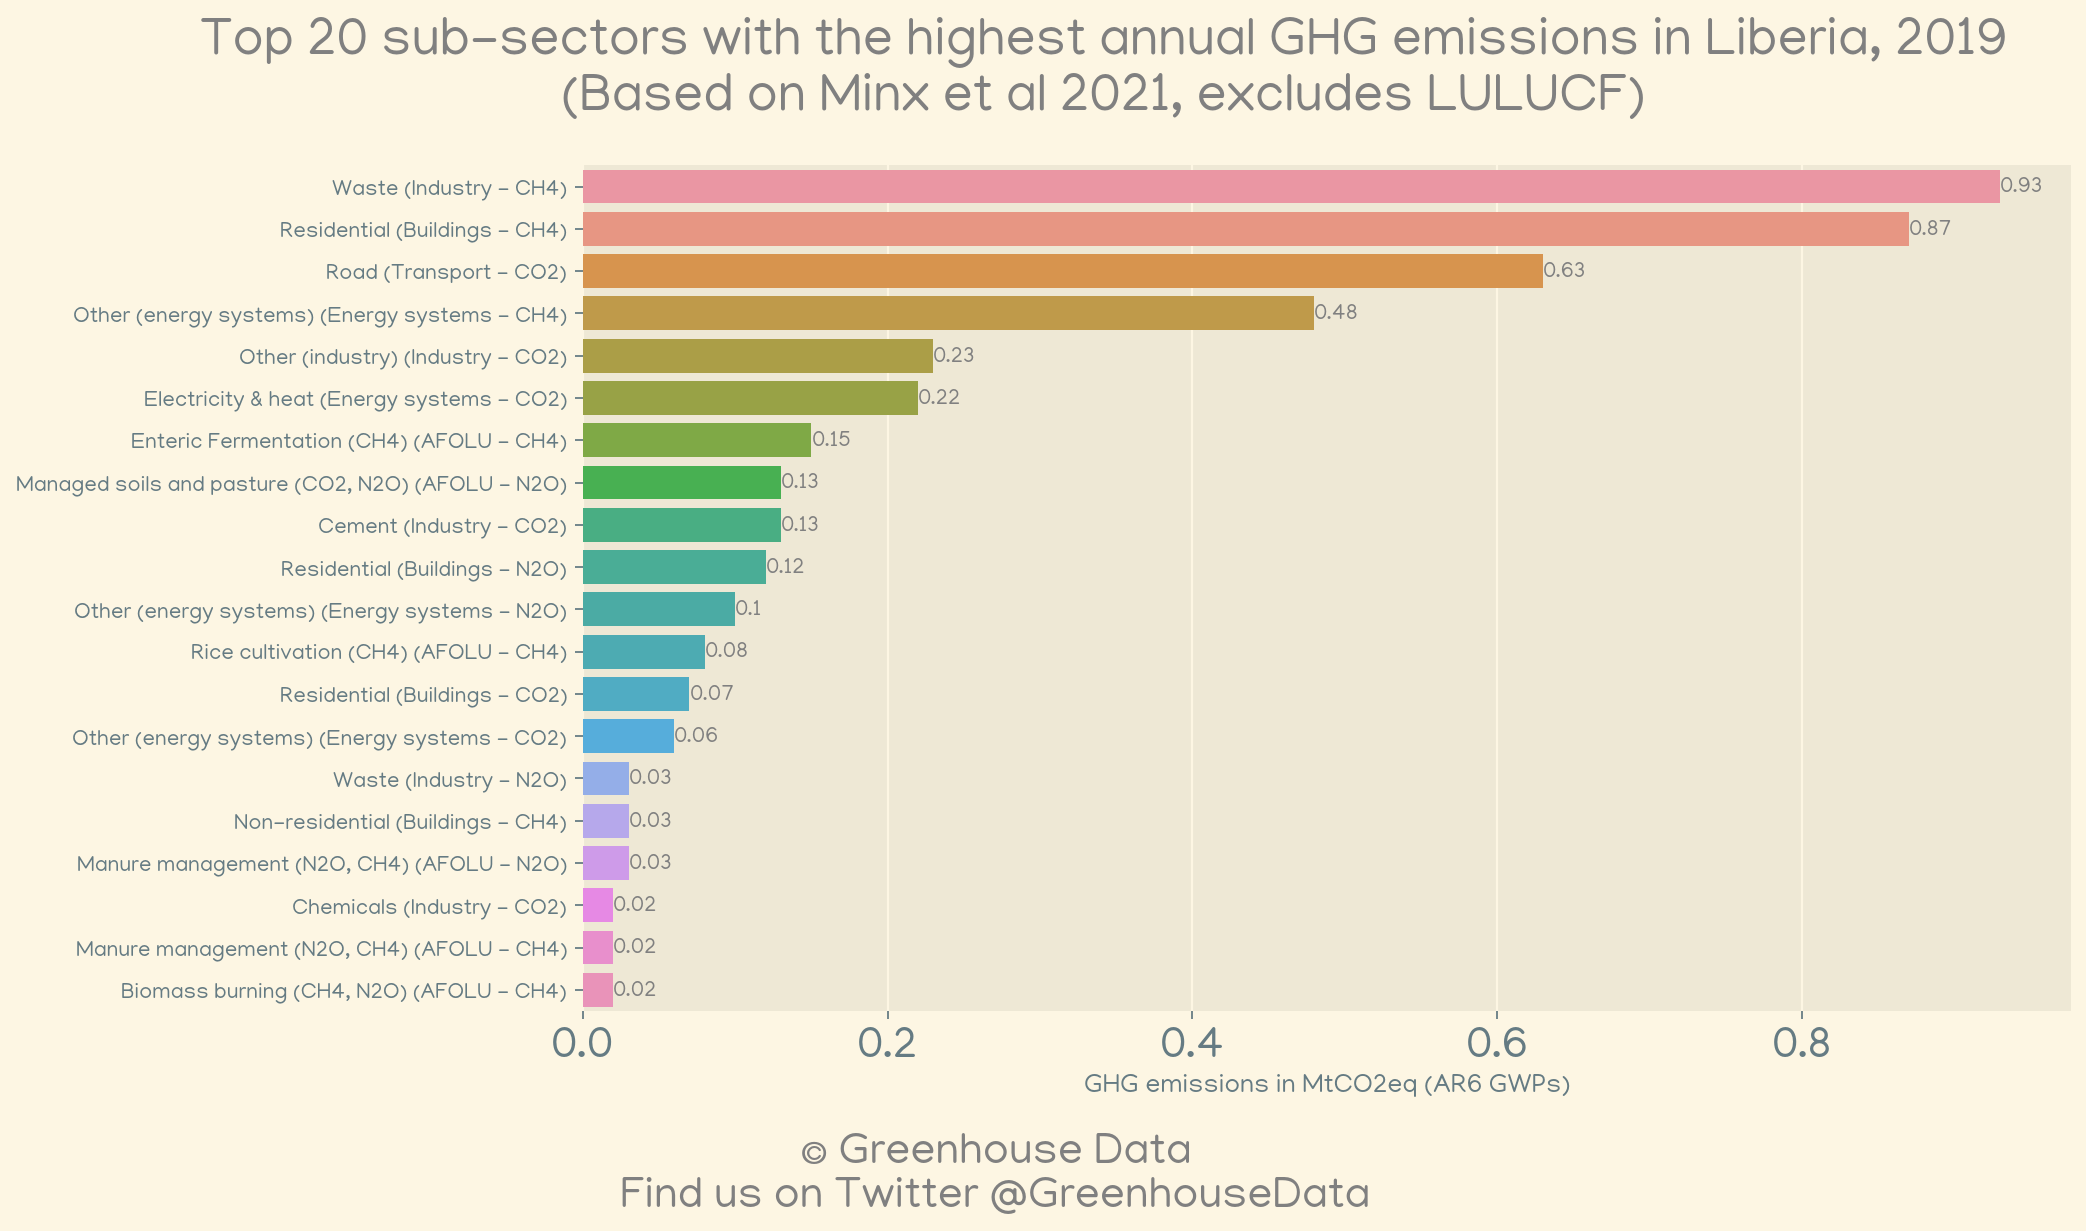 Top 20 sub-sectors with the highest annual GHG emissions in Liberia, 2019
(Based on Minx et al 2021, excludes LULUCF)
Waste (Industry - CH4) 0.93
Residential (Buildings - CH4) 0.87
Road (Transport - CO2) 0.63
Other (energy systems) (Energy systems - CH4) 0.48
Other (industry) (Industry - CO2) 0.23
Electricity & heat (Energy systems - CO2) 0.22
Enteric Fermentation (CH4) (AFOLU - CH4) 0.15
Managed soils and pasture (CO2, N2O) (AFOLU - N2O) 0.13
Cement (Industry - CO2) 0.13
Residential (Buildings - N2O) 0.12
Other (energy systems) (Energy systems - N2O) 0.1
Rice cultivation (CH4) (AFOLU - CH4) 0.08
Residential (Buildings - CO2) 0.07
Other (energy systems) (Energy systems - CO2) 0.06
Waste (Industry - N2O) 0.03
Non-residential (Buildings - CH4) 0.03
Manure management (N2O, CH4) (AFOLU - N2O) 0.03
Chemicals (Industry - CO2) 0.02
Manure management (N2O, CH4) (AFOLU - CH4) 0.02
Biomass burning (CH4, N2O) (AFOLU - CH4) 0.02
0.0 0.2 0.4 0.6 0.8
GHG emissions in MtCO2eq (AR6 GWPs)
© Greenhouse Data
Find us on Twitter @GreenhouseData